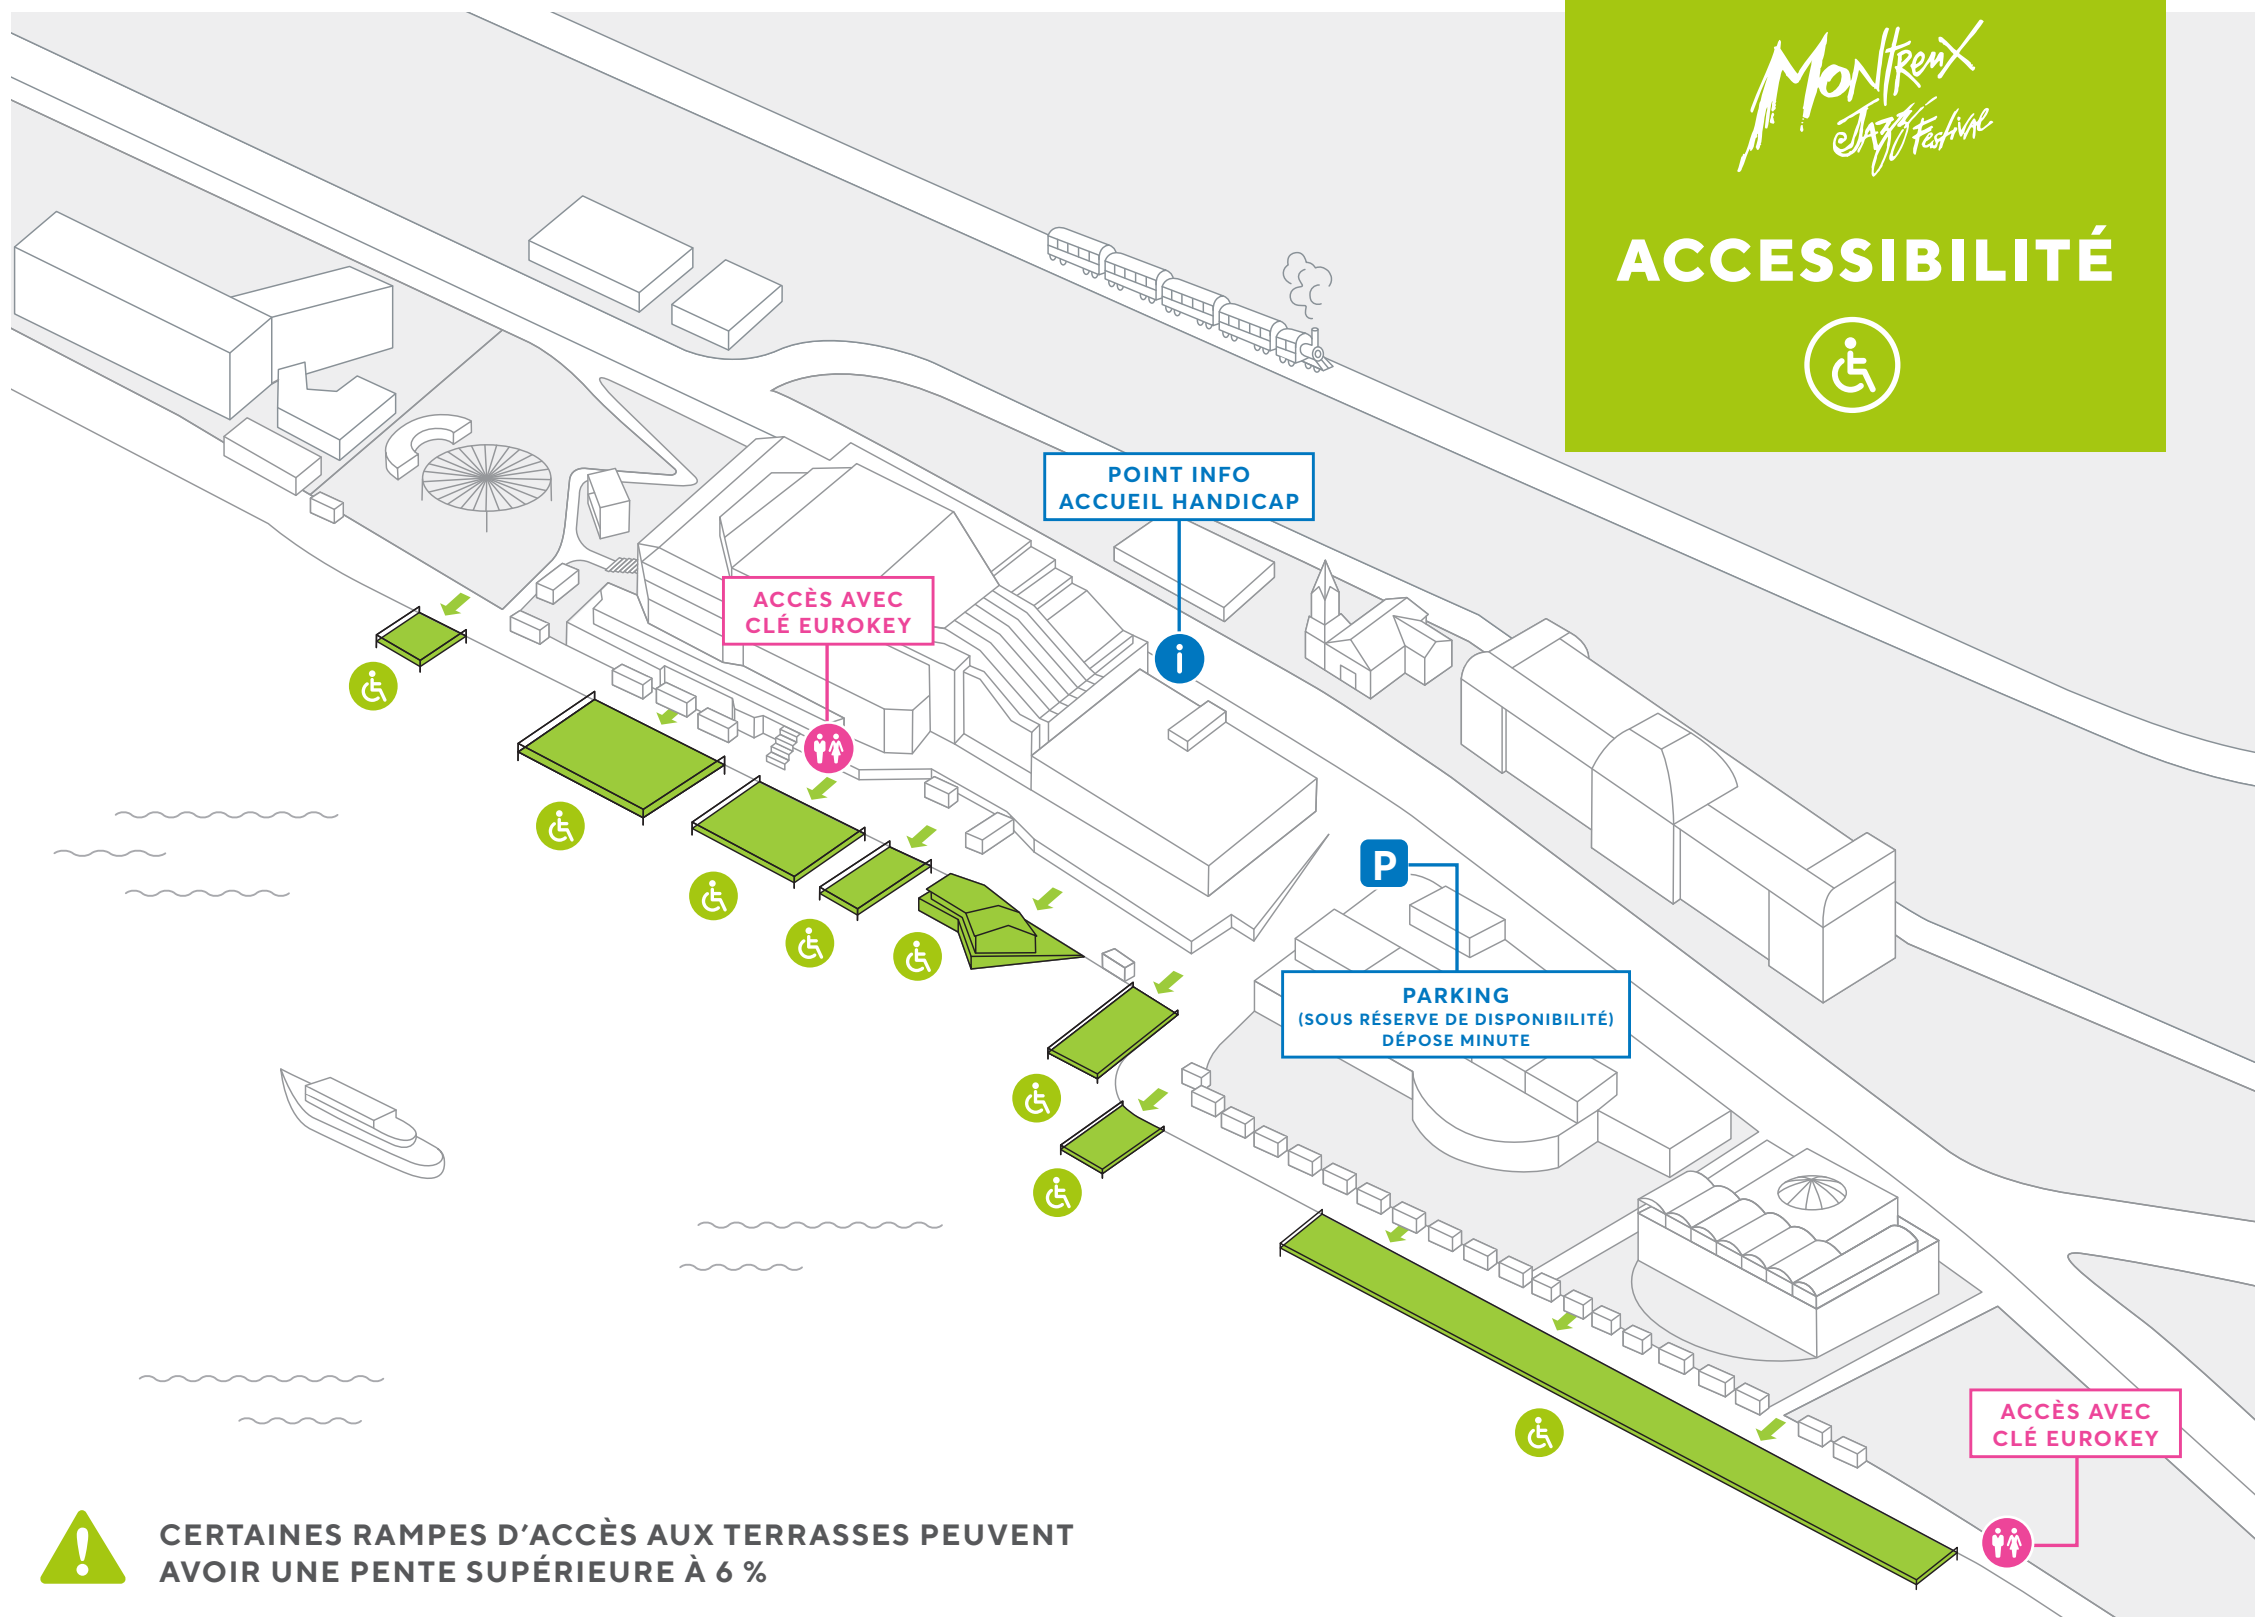 Montreux
Jazz Festival
ACCESSIBILITÉ
POINT INFO
ACCUEIL HANDICAP
ACCÈS AVEC
CLÉ EUROKEY
i
P
PARKING
(SOUS RÉSERVE DE DISPONIBILITÉ)
DÉPOSE MINUTE
ACCÈS AVEC
CLÉ EUROKEY
CERTAINES RAMPES D’ACCÈS AUX TERRASSES PEUVENT
AVOIR UNE PENTE SUPÉRIEURE À 6 %